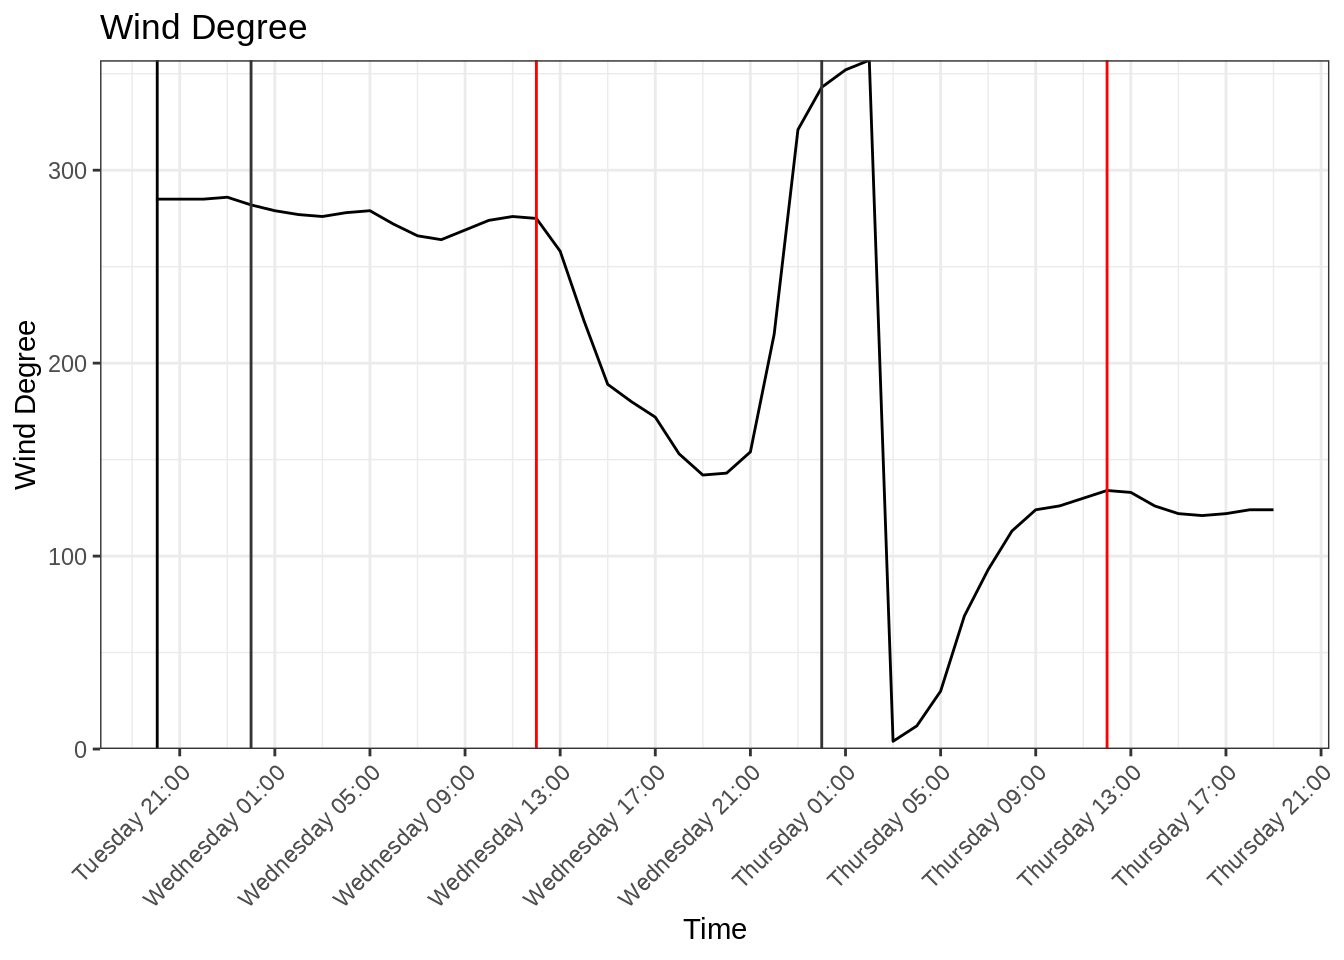 Wind Degree
Wind Degree
300
200
100
0
Tuesday 21:00
Wednesday 01:00
Wednesday 05:00
Wednesday 09:00
Wednesday 13:00
Wednesday 17:00
Wednesday 21:00
Thursday 01:00
Thursday 05:00
Thursday 09:00
Thursday 13:00
Thursday 17:00
Thursday 21:00
Time